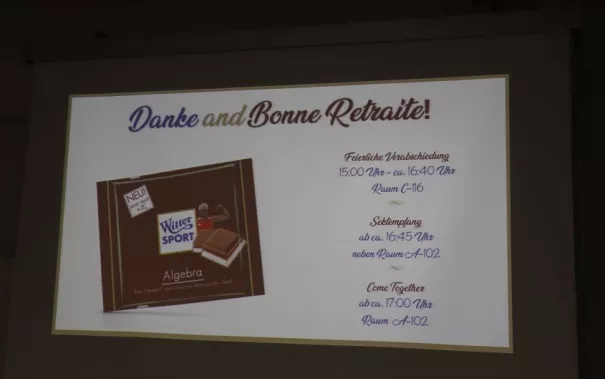 Danke and Bonne Retraite!
NEU!
Witter
SPORT
Algebra
Feierliche Verabschiedung
15:00 Uhr - ca. 16:40 Uhr
Raum C-116
Sektempfang
ab ca. 16:45 Uhr
neben Raum A-102
Come Together
ab ca. 17:00 Uhr
Raum A-102